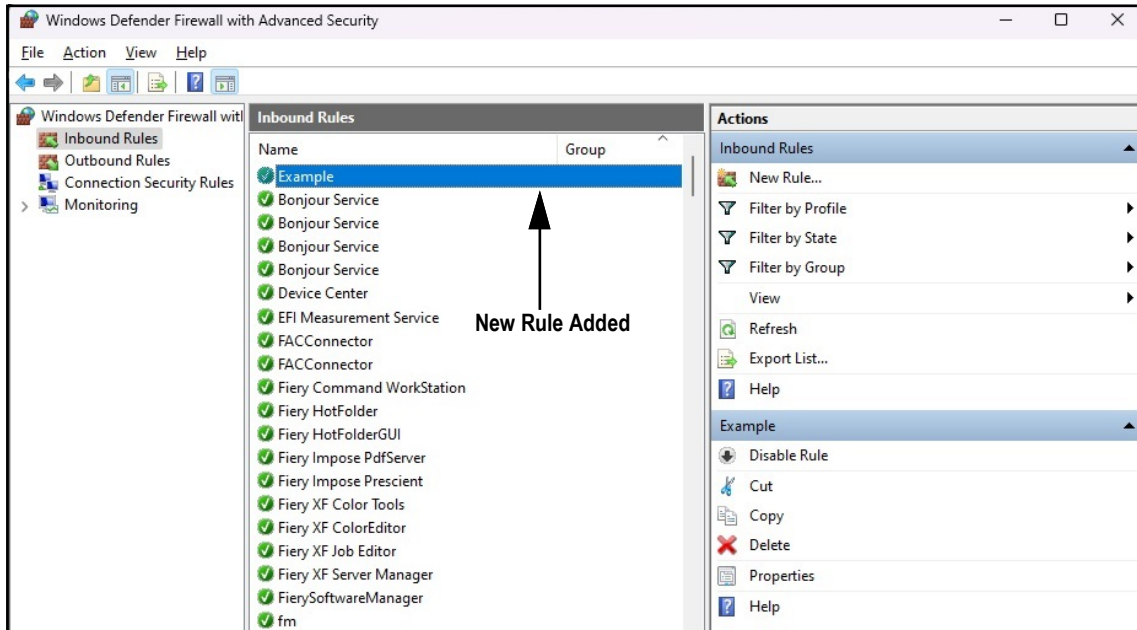 Windows Defender Firewall with Advanced Security
File Action View Help
Windows Defender Firewall with
Inbound Rules
Outbound Rules
Connection Security Rules
Monitoring
Inbound Rules
Name Group
Example
Bonjour Service
Bonjour Service
Bonjour Service
Bonjour Service
Device Center
EFI Measurement Service
FACConnector
FACConnector
Fiery Command WorkStation
Fiery HotFolder
Fiery HotFolderGUI
Fiery Impose PdfServer
Fiery Impose Prescient
Fiery XF Color Tools
Fiery XF ColorEditor
Fiery XF Job Editor
Fiery XF Server Manager
FierySoftwareManager
fm
New Rule Added
Actions
Inbound Rules
New Rule...
Filter by Profile
Filter by State
Filter by Group
View
Refresh
Export List...
Help
Example
Disable Rule
Cut
Copy
Delete
Properties
Help